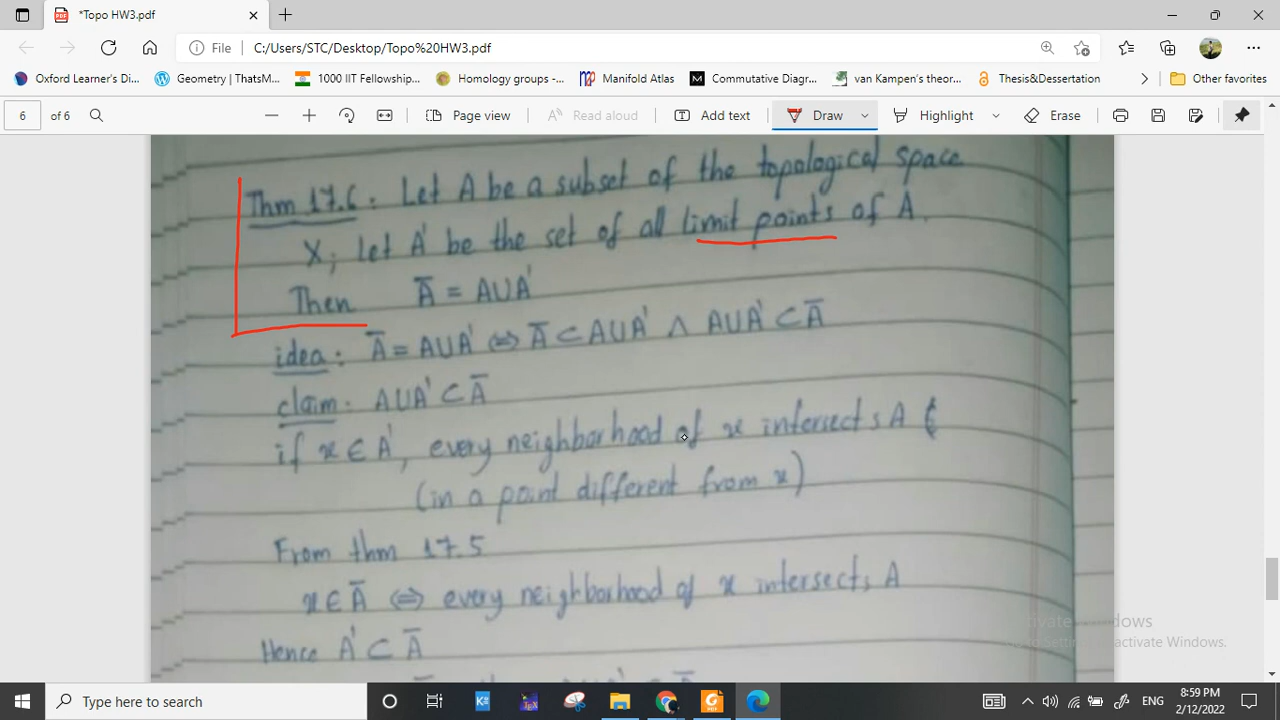 *Topo HW3.pdf
File C:/Users/STC/Desktop/Topo%20HW3.pdf
Oxford Learner's Di... Geometry | ThatsM... 1000 IIT Fellowship... Homology groups -... Manifold Atlas Commutative Diagr... van Kampen's theor... Thesis&Dessertation Other favorites
6 of 6 Page view Read aloud Add text Draw Highlight Erase
Thm 17.6. Let A be a subset of the topological space
X, let A' be the set of all limit points of A.
Then Ā = A∪A'
idea: Ā = A∪A' ⇔ Ā ⊂ A∪A' ∧ A∪A' ⊂ Ā
claim. A∪A' ⊂ Ā
if x ∈ A', every neighborhood of x intersects A
(in a point different from x)
From thm 17.5
x ∈ Ā ⇔ every neighborhood of x intersects A
Hence A' ⊂ Ā
Type here to search
ENG
8:59 PM
2/12/2022